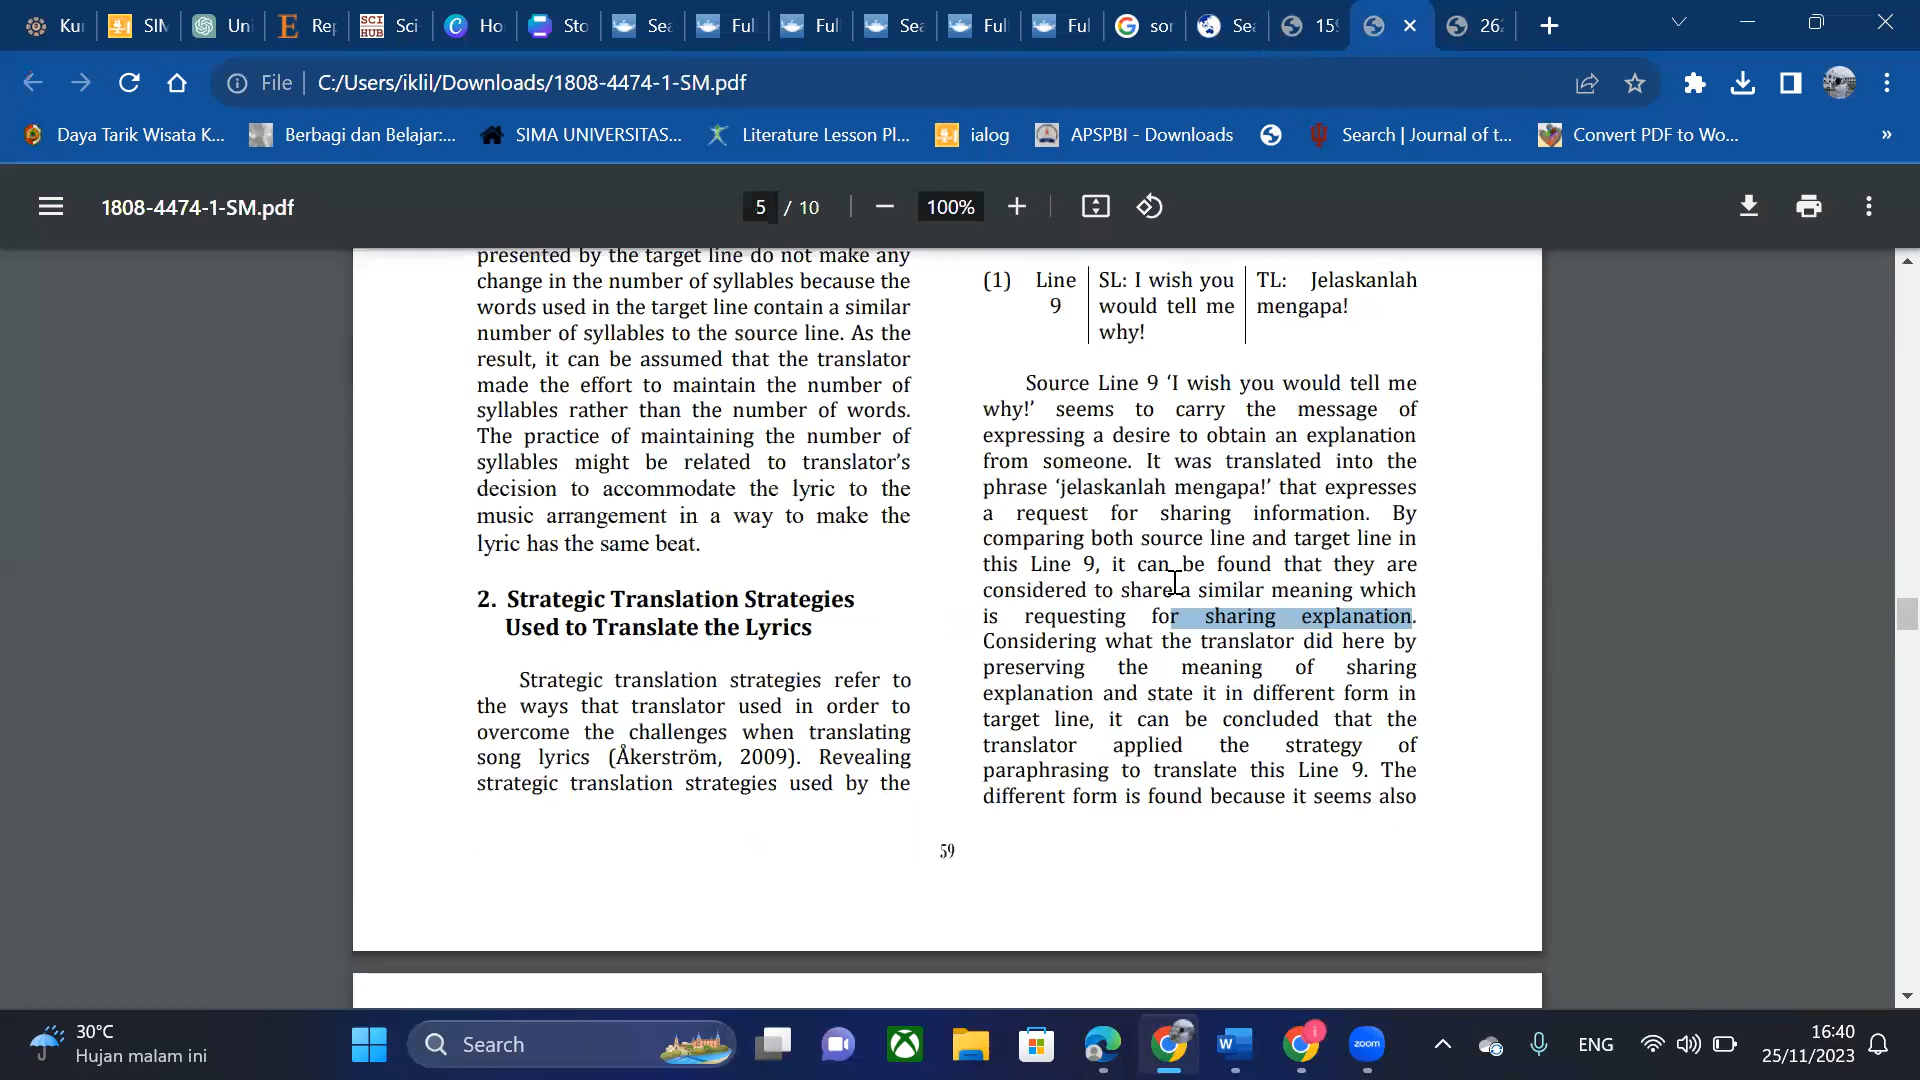 Kur
SIM
Uni
Rep
SCI HUB
Sci
Ho
Sto
Sea
Full
Full
Sea
Full
Ful
G
sor
Sea
159
262
File
C:/Users/iklil/Downloads/1808-4474-1-SM.pdf
Daya Tarik Wisata K...
Berbagi dan Belajar:...
SIMA UNIVERSITAS...
Literature Lesson Pl...
ialog
APSPBI - Downloads
Search | Journal of t...
Convert PDF to Wo...
»
1808-4474-1-SM.pdf
5 / 10
100%
presented by the target line do not make any
change in the number of syllables because the
words used in the target line contain a similar
number of syllables to the source line. As the
result, it can be assumed that the translator
made the effort to maintain the number of
syllables rather than the number of words.
The practice of maintaining the number of
syllables might be related to translator’s
decision to accommodate the lyric to the
music arrangement in a way to make the
lyric has the same beat.
2. Strategic Translation Strategies
Used to Translate the Lyrics
Strategic translation strategies refer to
the ways that translator used in order to
overcome the challenges when translating
song lyrics (Åkerström, 2009). Revealing
strategic translation strategies used by the
(1) Line 9
SL: I wish you
would tell me
why!
TL: Jelaskanlah
mengapa!
Source Line 9 ‘I wish you would tell me
why!’ seems to carry the message of
expressing a desire to obtain an explanation
from someone. It was translated into the
phrase ‘jelaskanlah mengapa!’ that expresses
a request for sharing information. By
comparing both source line and target line in
this Line 9, it can be found that they are
considered to share a similar meaning which
is requesting for sharing explanation.
Considering what the translator did here by
preserving the meaning of sharing
explanation and state it in different form in
target line, it can be concluded that the
translator applied the strategy of
paraphrasing to translate this Line 9. The
different form is found because it seems also
59
30°C
Hujan malam ini
Search
W
zoom
ENG
16:40
25/11/2023